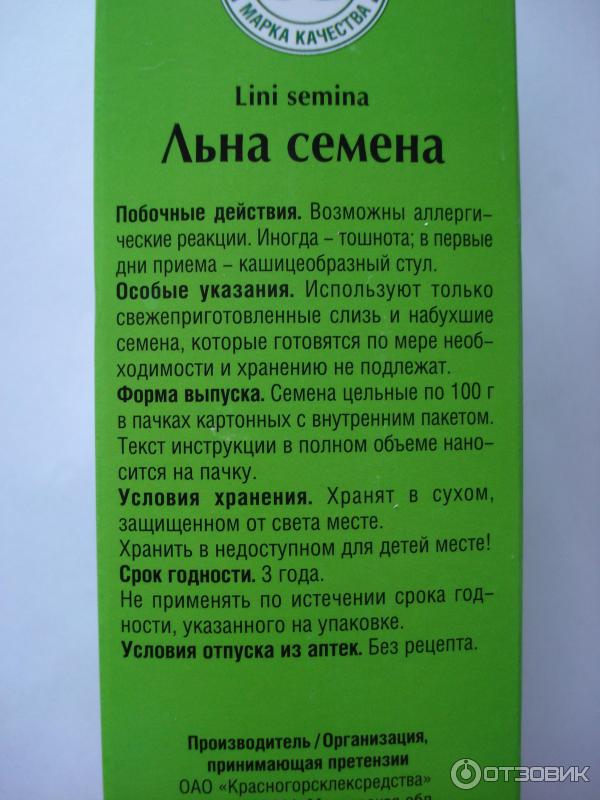 МАРКА КАЧЕСТВА
Lini semina
Льна семена
Побочные действия. Возможны аллерги-
ческие реакции. Иногда – тошнота; в первые
дни приема – кашицеобразный стул.
Особые указания. Используют только
свежеприготовленные слизь и набухшие
семена, которые готовятся по мере необ-
ходимости и хранению не подлежат.
Форма выпуска. Семена цельные по 100 г
в пачках картонных с внутренним пакетом.
Текст инструкции в полном объеме нано-
сится на пачку.
Условия хранения. Хранят в сухом,
защищенном от света месте.
Хранить в недоступном для детей месте!
Срок годности. 3 года.
Не применять по истечении срока год-
ности, указанного на упаковке.
Условия отпуска из аптек. Без рецепта.
Производитель/Организация,
принимающая претензии
ОАО «Красногорсклексредства»
ОТЗОВИК